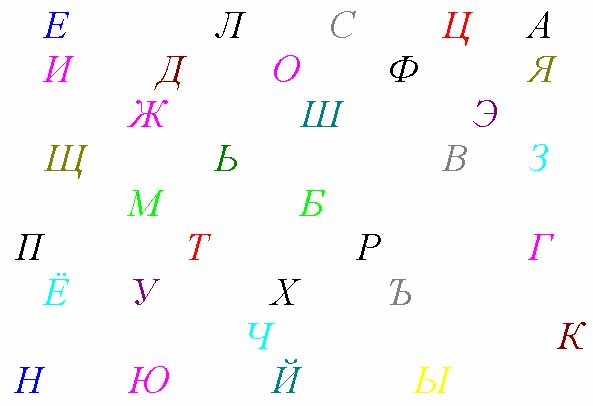 Е Л С Ц А
И Д О Ф Я
Ж Ш Э
Щ Ь В З
М Б
П Т Р Г
Ё У Х Ъ
Ч К
Н Ю Й Ы